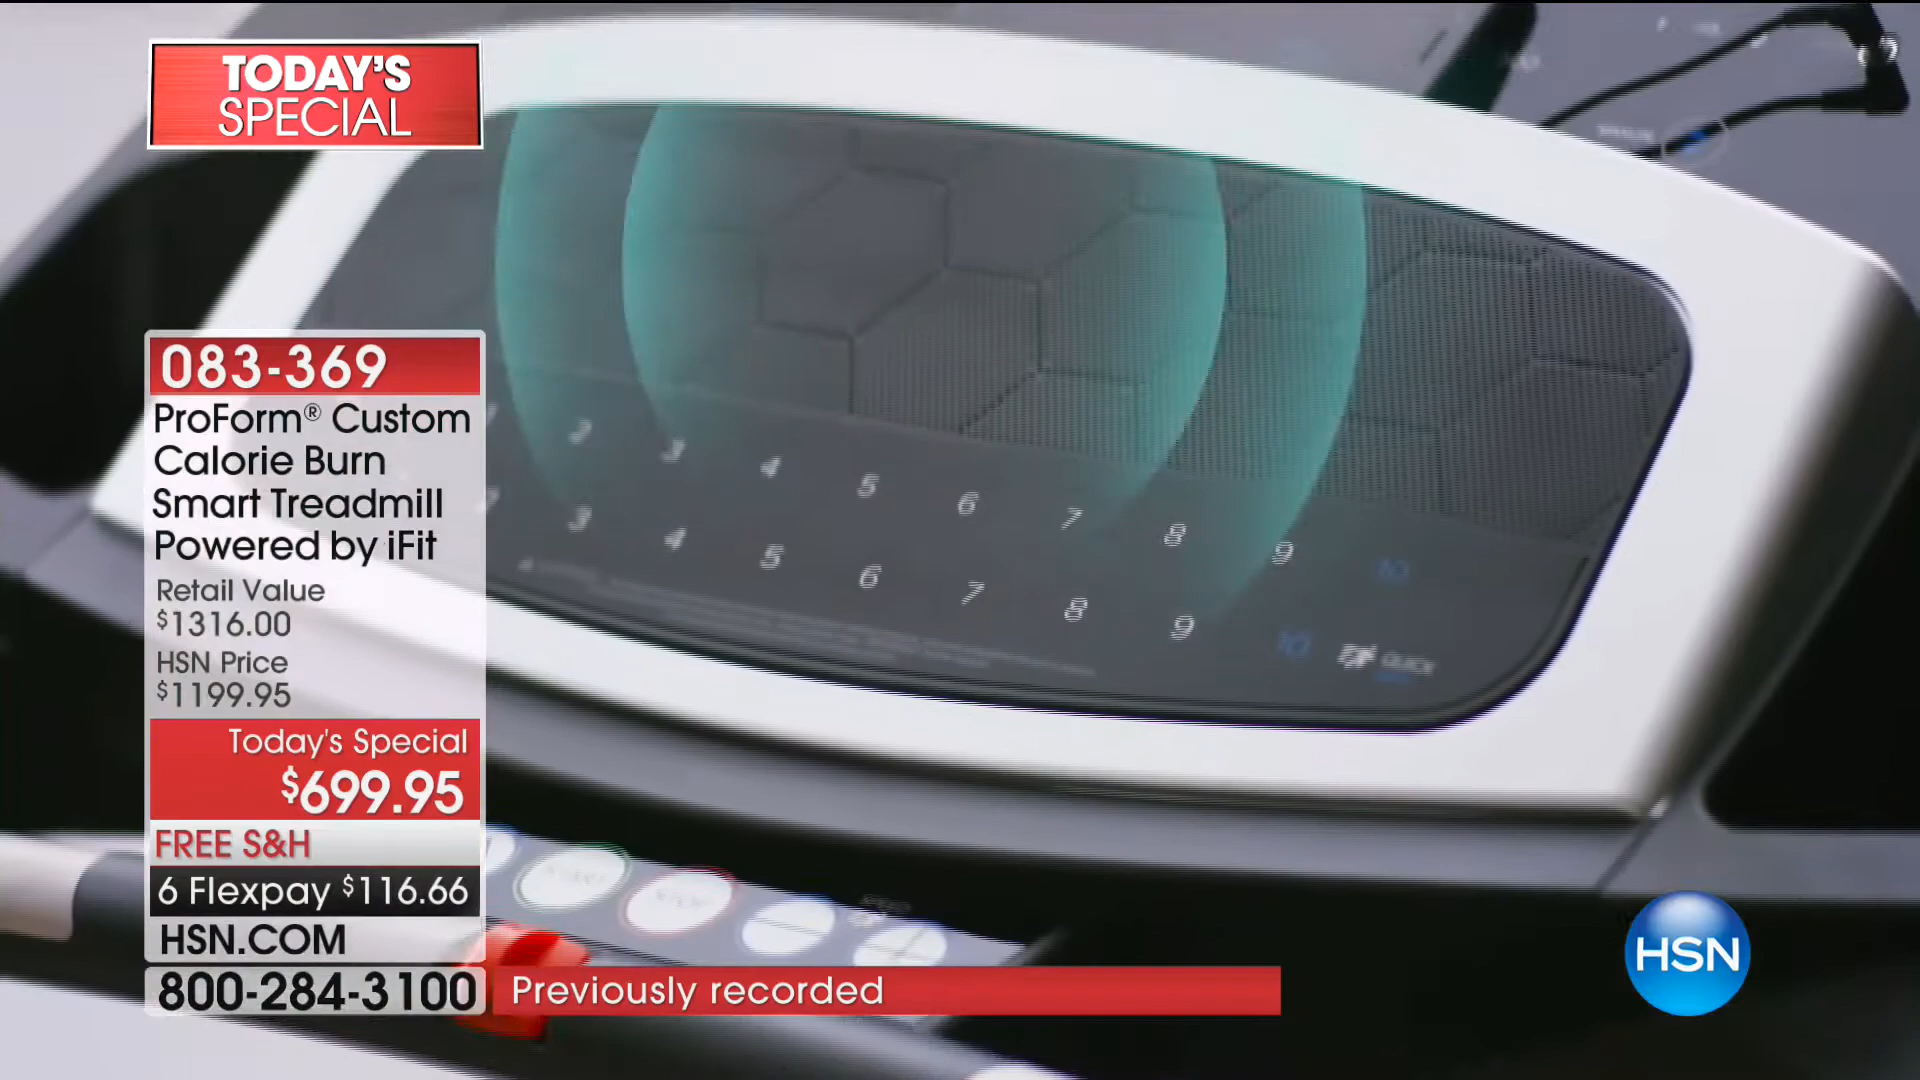 TODAY'S
SPECIAL
083-369
ProForm® Custom
Calorie Burn
Smart Treadmill
Powered by iFit
Retail Value
$1316.00
HSN Price
$1199.95
Today's Special
$699.95
FREE S&H
6 Flexpay $116.66
HSN.COM
800-284-3100
Previously recorded
HSN
2 3 4 5 6 7 8 9 10
3 4 5 6 7 8 9 10 QUICK